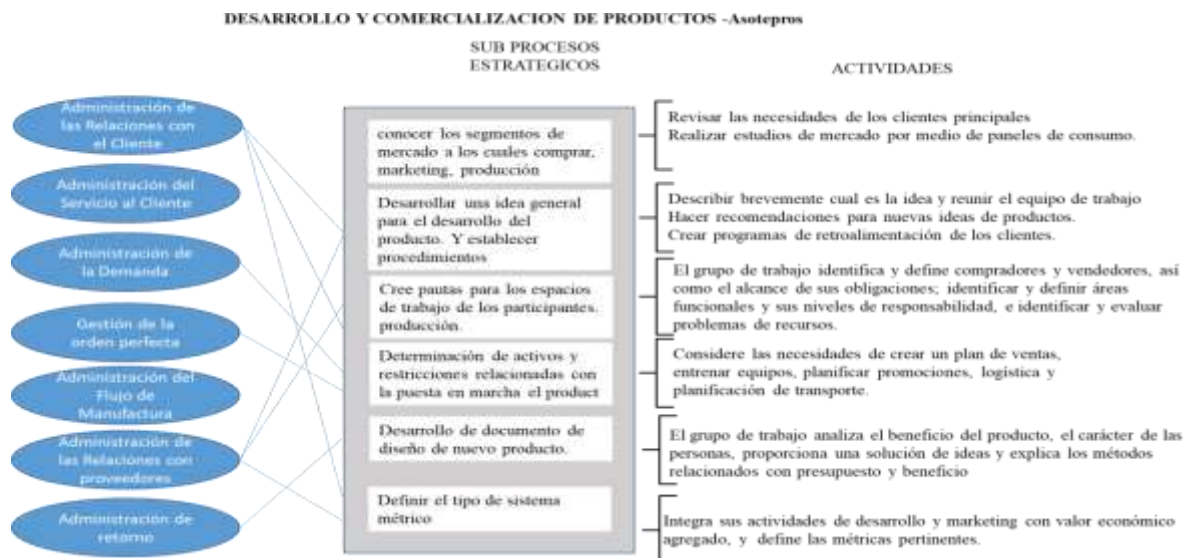 DESARROLLO Y COMERCIALIZACION DE PRODUCTOS -Asotepros
SUB PROCESOS
ESTRATEGICOS
ACTIVIDADES
Administración de
las Relaciones con
el Cliente
Administración del
Servicio al Cliente
Administración de
la Demanda
Gestión de la
orden perfecta
Administración del
Flujo de
Manufactura
Administración de
las Relaciones con
proveedores
Administración de
retorno
conocer los segmentos de
mercado a los cuales comprar,
marketing, producción
Desarrollar una idea general
para el desarrollo del
producto. Y establecer
procedimientos
Cree pautas para los espacios
de trabajo de los participantes.
producción.
Determinación de activos y
restricciones relacionadas con
la puesta en marcha el product
Desarrollo de documento de
diseño de nuevo producto.
Definir el tipo de sistema
métrico
Revisar las necesidades de los clientes principales
Realizar estudios de mercado por medio de paneles de consumo.
Describir brevemente cual es la idea y reunir el equipo de trabajo
Hacer recomendaciones para nuevas ideas de productos.
Crear programas de retroalimentación de los clientes.
El grupo de trabajo identifica y define compradores y vendedores, así
como el alcance de sus obligaciones; identificar y definir áreas
funcionales y sus niveles de responsabilidad, e identificar y evaluar
problemas de recursos.
Considere las necesidades de crear un plan de ventas,
entrenar equipos, planificar promociones, logística y
planificación de transporte.
El grupo de trabajo analiza el beneficio del producto, el carácter de las
personas, proporciona una solución de ideas y explica los métodos
relacionados con presupuesto y beneficio
Integra sus actividades de desarrollo y marketing con valor económico
agregado, y define las métricas pertinentes.